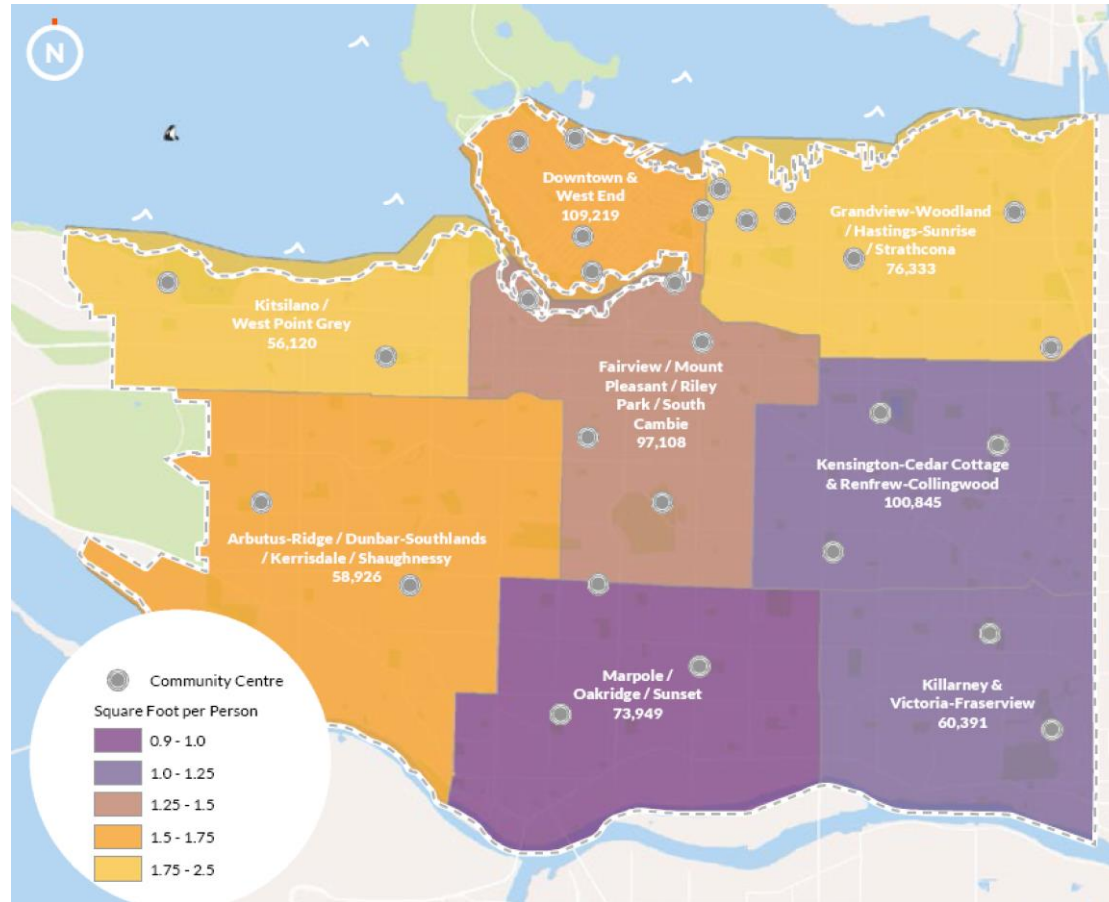 N
Downtown &
West End
109,219
Grandview-Woodland
/ Hastings-Sunrise
/ Strathcona
76,333
Kitsilano /
West Point Grey
56,120
Fairview / Mount
Pleasant / Riley
Park / South
Cambie
97,108
Kensington-Cedar Cottage
& Renfrew-Collingwood
100,845
Arbutus-Ridge / Dunbar-Southlands
/ Kerrisdale / Shaughnessy
58,926
Marpole /
Oakridge / Sunset
73,949
Killarney &
Victoria-Fraserview
60,391
Community Centre
Square Foot per Person
0.9 - 1.0
1.0 - 1.25
1.25 - 1.5
1.5 - 1.75
1.75 - 2.5